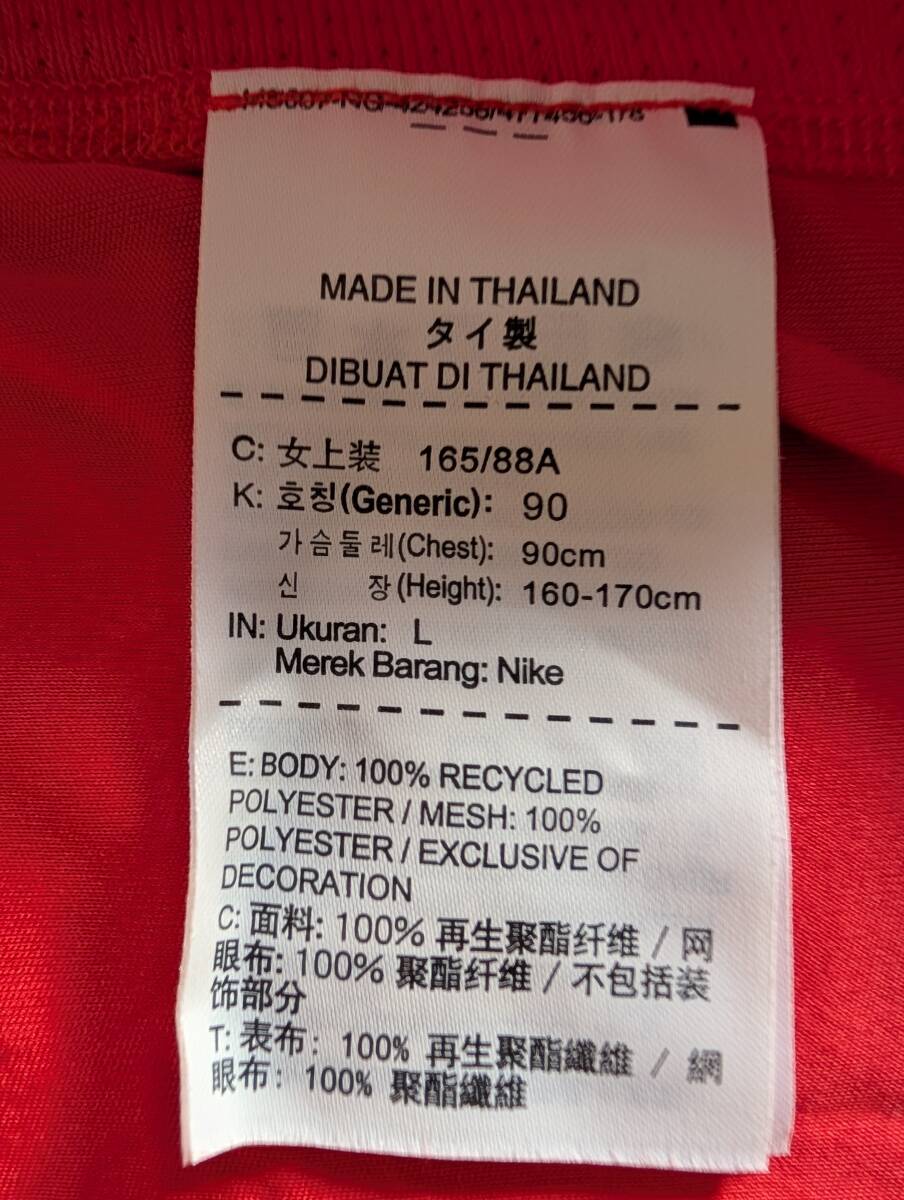 MADE IN THAILAND
タイ製
DIBUAT DI THAILAND
C: 女上装 165/88A
K: 호칭(Generic): 90
가슴둘레(Chest): 90cm
신 장(Height): 160-170cm
IN: Ukuran: L
Merek Barang: Nike
E: BODY: 100% RECYCLED
POLYESTER / MESH: 100%
POLYESTER / EXCLUSIVE OF
DECORATION
C: 面料: 100% 再生聚酯纤维 / 网
眼布: 100% 聚酯纤维 / 不包括装
饰部分
T: 表布: 100% 再生聚酯纖維 / 網
眼布: 100% 聚酯纖維